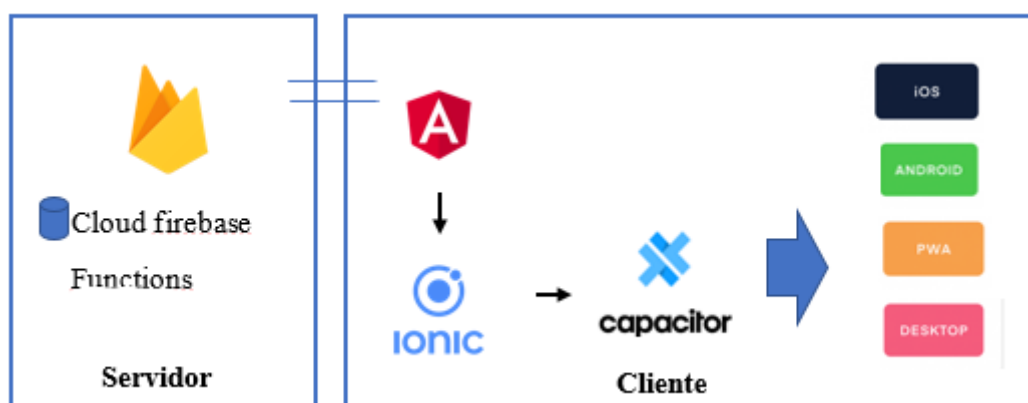 Cloud firebase
Functions
Servidor
IONIC
capacitor
Cliente
iOS
ANDROID
PWA
DESKTOP